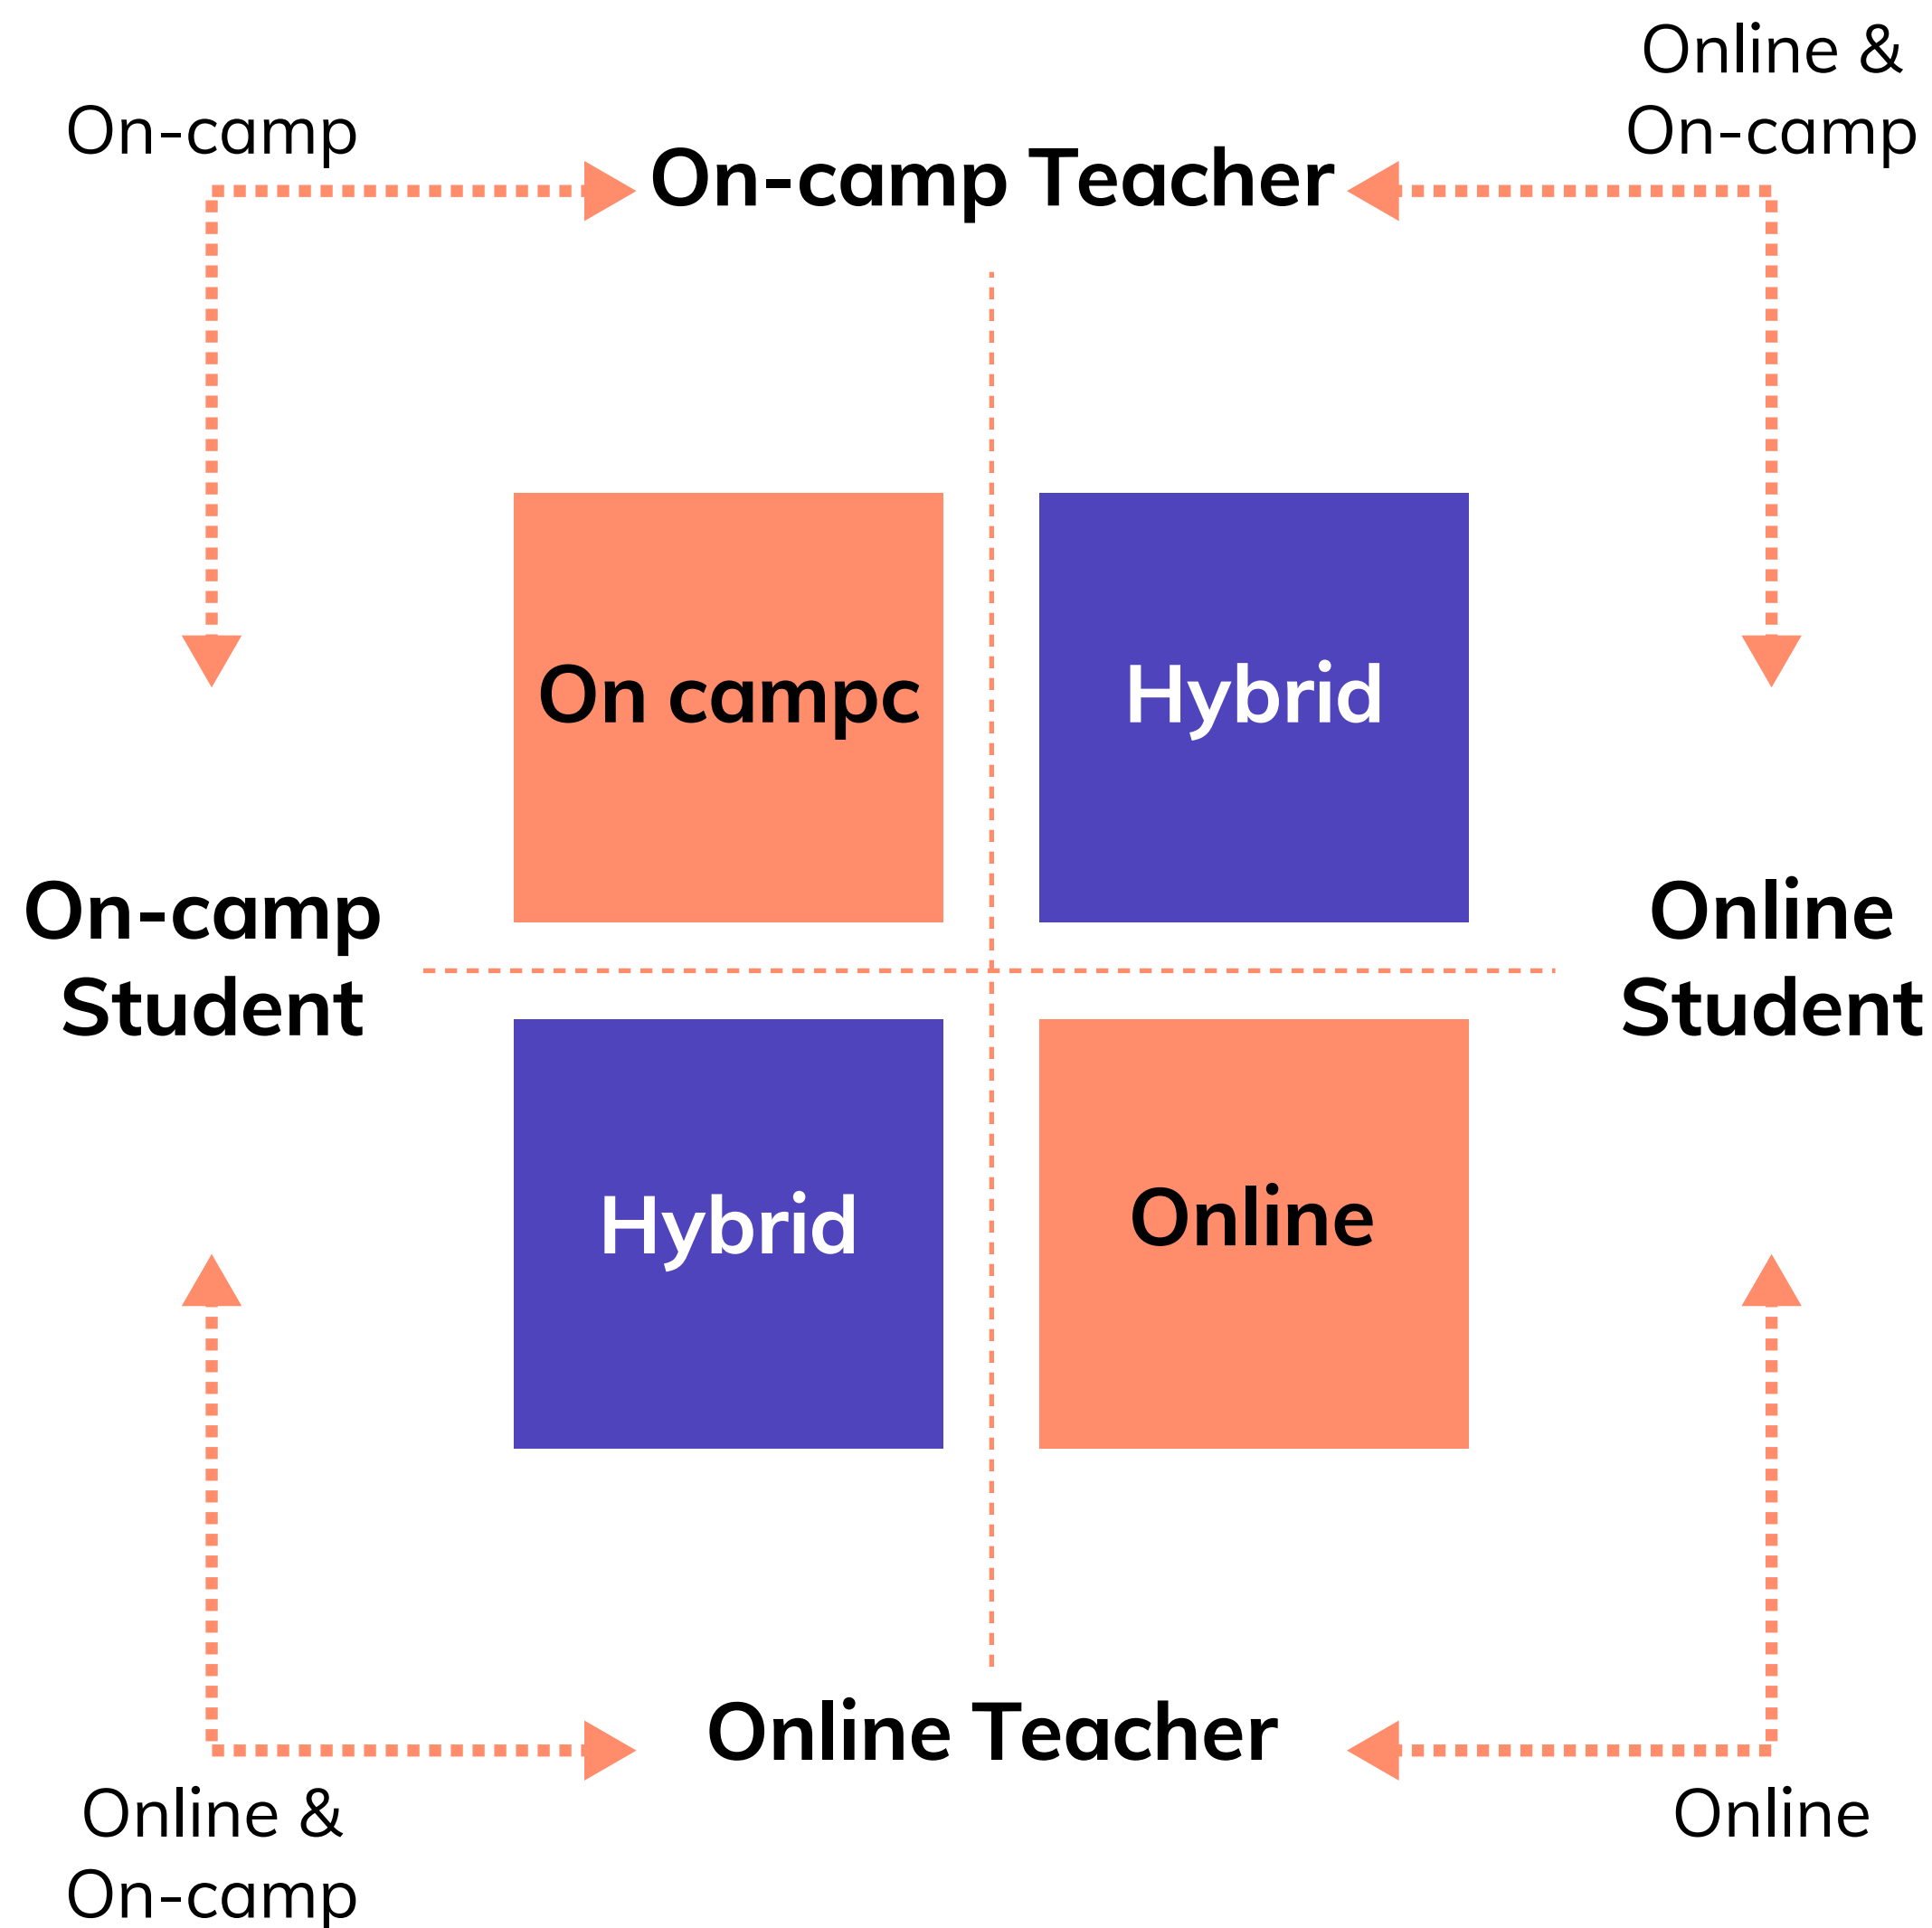 Online &
On-camp
On-camp
On-camp Teacher
On campc
Hybrid
On-camp
Student
Online
Student
Hybrid
Online
Online Teacher
Online &
On-camp
Online